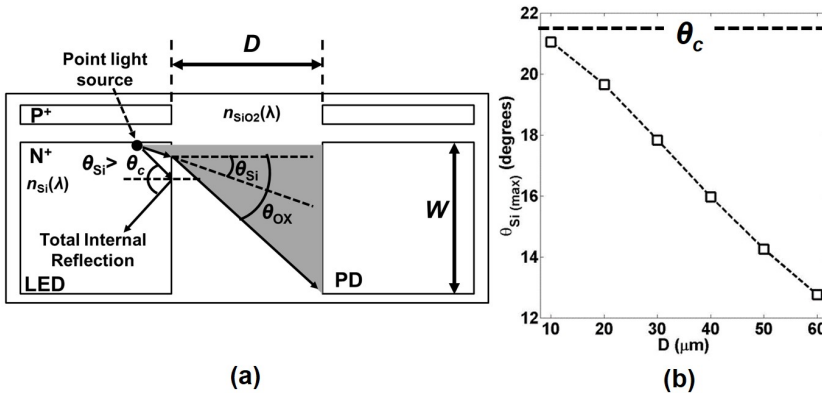 Point light
source
D
P+
nSiO2(λ)
N+
θSi> θc
nSi(λ)
θSi
θOX
W
Total Internal
Reflection
LED
PD
(a)
22
20
18
16
14
12
θSi (max) (degrees)
θc
10 20 30 40 50 60
D (μm)
(b)